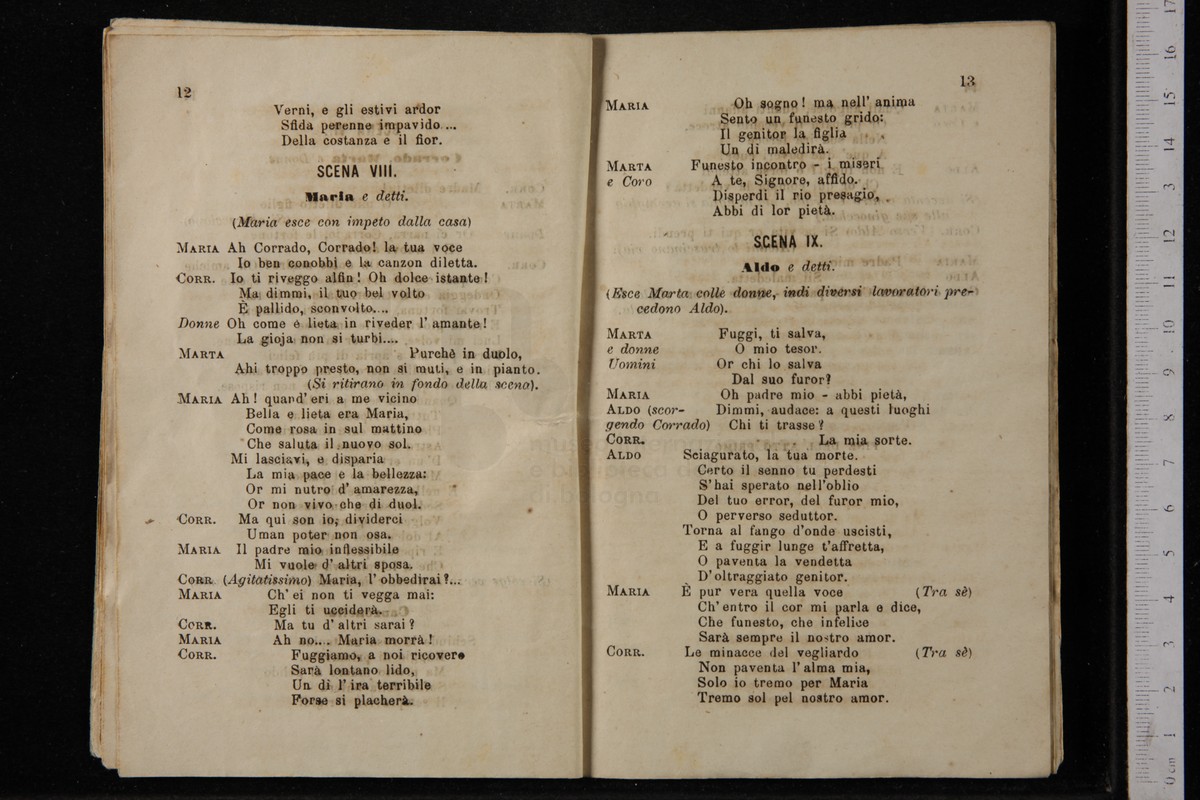 12
Verni, e gli estivi ardor
Sfida perenne impavido ...
Della costanza è il fior.
SCENA VIII.
Maria e detti.
(Maria esce con impeto dalla casa)
MARIA Ah Corrado, Corrado! la tua voce
Io ben conobbi e la canzon diletta.
CORR. Io ti riveggo alfin! Oh dolce istante!
Ma dimmi, il tuo bel volto
È pallido, sconvolto....
Donne Oh come è lieta in riveder l' amante!
La gioja non si turbi....
MARTA Purchè in duolo,
Ahi troppo presto, non si muti, e in pianto.
(Si ritirano in fondo della scena).
MARIA Ah! quand' eri a me vicino
Bella e lieta era Maria,
Come rosa in sul mattino
Che saluta il nuovo sol.
Mi lasciavi, e disparia
La mia pace e la bellezza:
Or mi nutro d' amarezza,
Or non vivo che di duol.
CORR. Ma qui son io; dividerci
Uman poter non osa.
MARIA Il padre mio inflessibile
Mi vuole d' altri sposa.
CORR. (Agitatissimo) Maria, l' obbedirai?...
MARIA Ch' ei non ti vegga mai:
Egli ti ucciderà.
CORR. Ma tu d' altri sarai?
MARIA Ah no.... Maria morrà!
CORR. Fuggiamo, a noi ricovero
Sarà lontano lido,
Un dì l' ira terribile
Forse si placherà.
13
MARIA Oh sogno! ma nell' anima
Sento un funesto grido:
Il genitor la figlia
Un dì maledirà.
MARTA Funesto incontro - i miseri
e Coro A te, Signore, affido.
Disperdi il rio presagio,
Abbi di lor pietà.
SCENA IX.
Aldo e detti.
(Esce Marta colle donne, indi diversi lavoratori pre-
cedono Aldo).
MARTA Fuggi, ti salva,
e donne O mio tesor.
Uomini Or chi lo salva
Dal suo furor?
MARIA Oh padre mio - abbi pietà,
ALDO (scor- Dimmi, audace: a questi luoghi
gendo Corrado) Chi ti trasse?
CORR. La mia sorte.
ALDO Sciagurato, la tua morte.
Certo il senno tu perdesti
S' hai sperato nell'oblio
Del tuo error, del furor mio,
O perverso seduttor.
Torna al fango d'onde uscisti,
E a fuggir lunge t'affretta,
O paventa la vendetta
D' oltraggiato genitor.
MARIA È pur vera quella voce (Tra sè)
Ch' entro il cor mi parla e dice,
Che funesto, che infelice
Sarà sempre il nostro amor.
CORR. Le minacce del vegliardo (Tra sè)
Non paventa l' alma mia,
Solo io tremo per Maria
Tremo sol pel nostro amor.